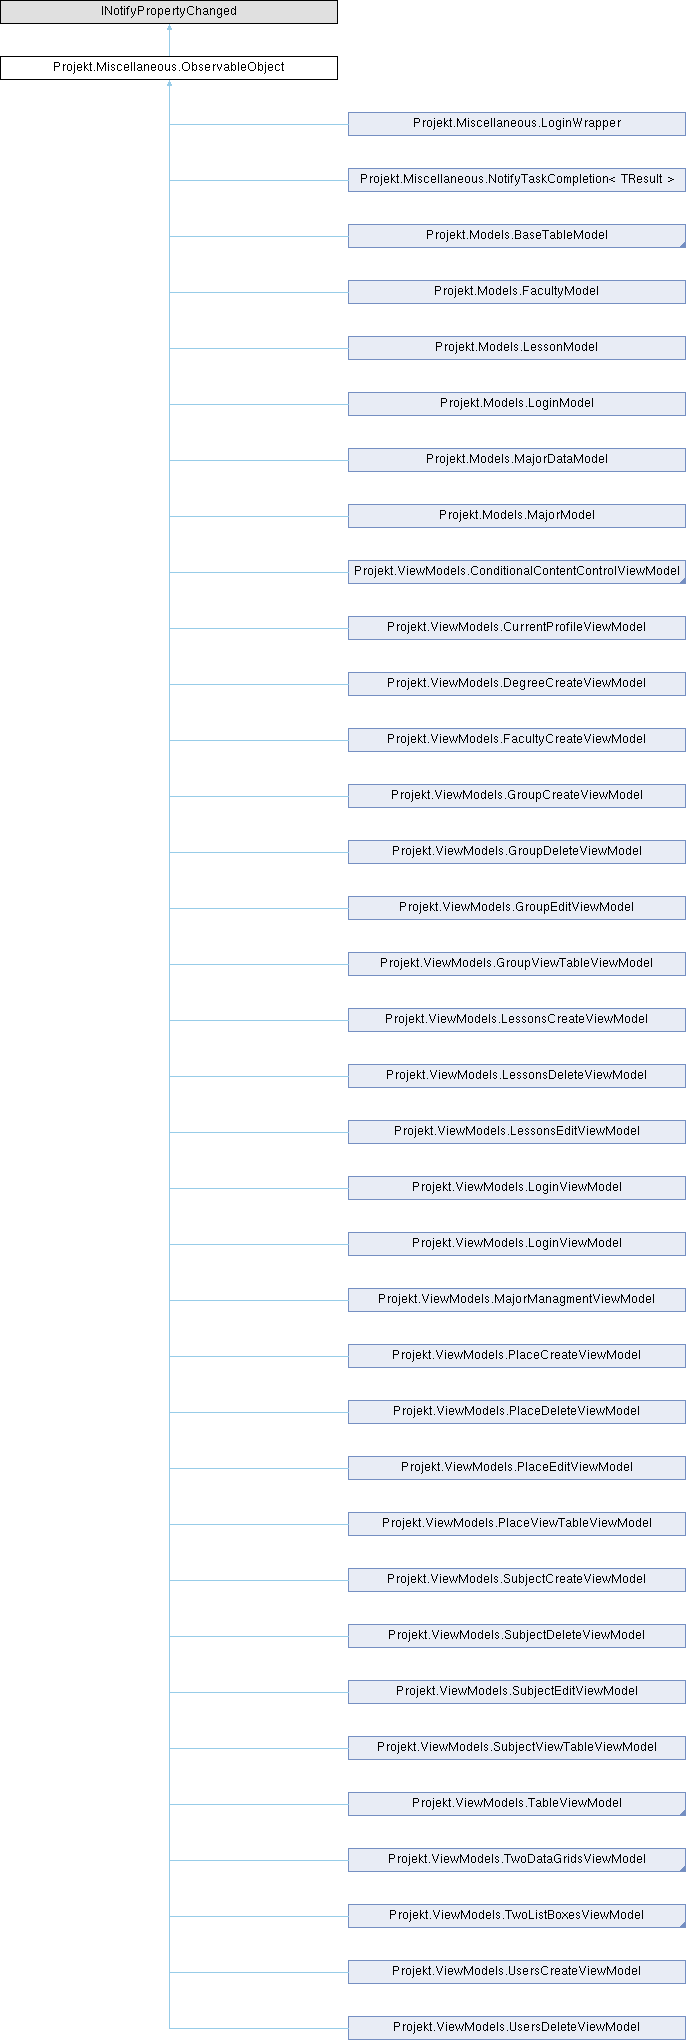 INotifyPropertyChanged
Projekt.Miscellaneous.ObservableObject
Projekt.Miscellaneous.LoginWrapper
Projekt.Miscellaneous.NotifyTaskCompletion< TResult >
Projekt.Models.BaseTableModel
Projekt.Models.FacultyModel
Projekt.Models.LessonModel
Projekt.Models.LoginModel
Projekt.Models.MajorDataModel
Projekt.Models.MajorModel
Projekt.ViewModels.ConditionalContentControlViewModel
Projekt.ViewModels.CurrentProfileViewModel
Projekt.ViewModels.DegreeCreateViewModel
Projekt.ViewModels.FacultyCreateViewModel
Projekt.ViewModels.GroupCreateViewModel
Projekt.ViewModels.GroupDeleteViewModel
Projekt.ViewModels.GroupEditViewModel
Projekt.ViewModels.GroupViewTableViewModel
Projekt.ViewModels.LessonsCreateViewModel
Projekt.ViewModels.LessonsDeleteViewModel
Projekt.ViewModels.LessonsEditViewModel
Projekt.ViewModels.LoginViewModel
Projekt.ViewModels.LoginViewModel
Projekt.ViewModels.MajorManagmentViewModel
Projekt.ViewModels.PlaceCreateViewModel
Projekt.ViewModels.PlaceDeleteViewModel
Projekt.ViewModels.PlaceEditViewModel
Projekt.ViewModels.PlaceViewTableViewModel
Projekt.ViewModels.SubjectCreateViewModel
Projekt.ViewModels.SubjectDeleteViewModel
Projekt.ViewModels.SubjectEditViewModel
Projekt.ViewModels.SubjectViewTableViewModel
Projekt.ViewModels.TableViewModel
Projekt.ViewModels.TwoDataGridsViewModel
Projekt.ViewModels.TwoListBoxesViewModel
Projekt.ViewModels.UsersCreateViewModel
Projekt.ViewModels.UsersDeleteViewModel